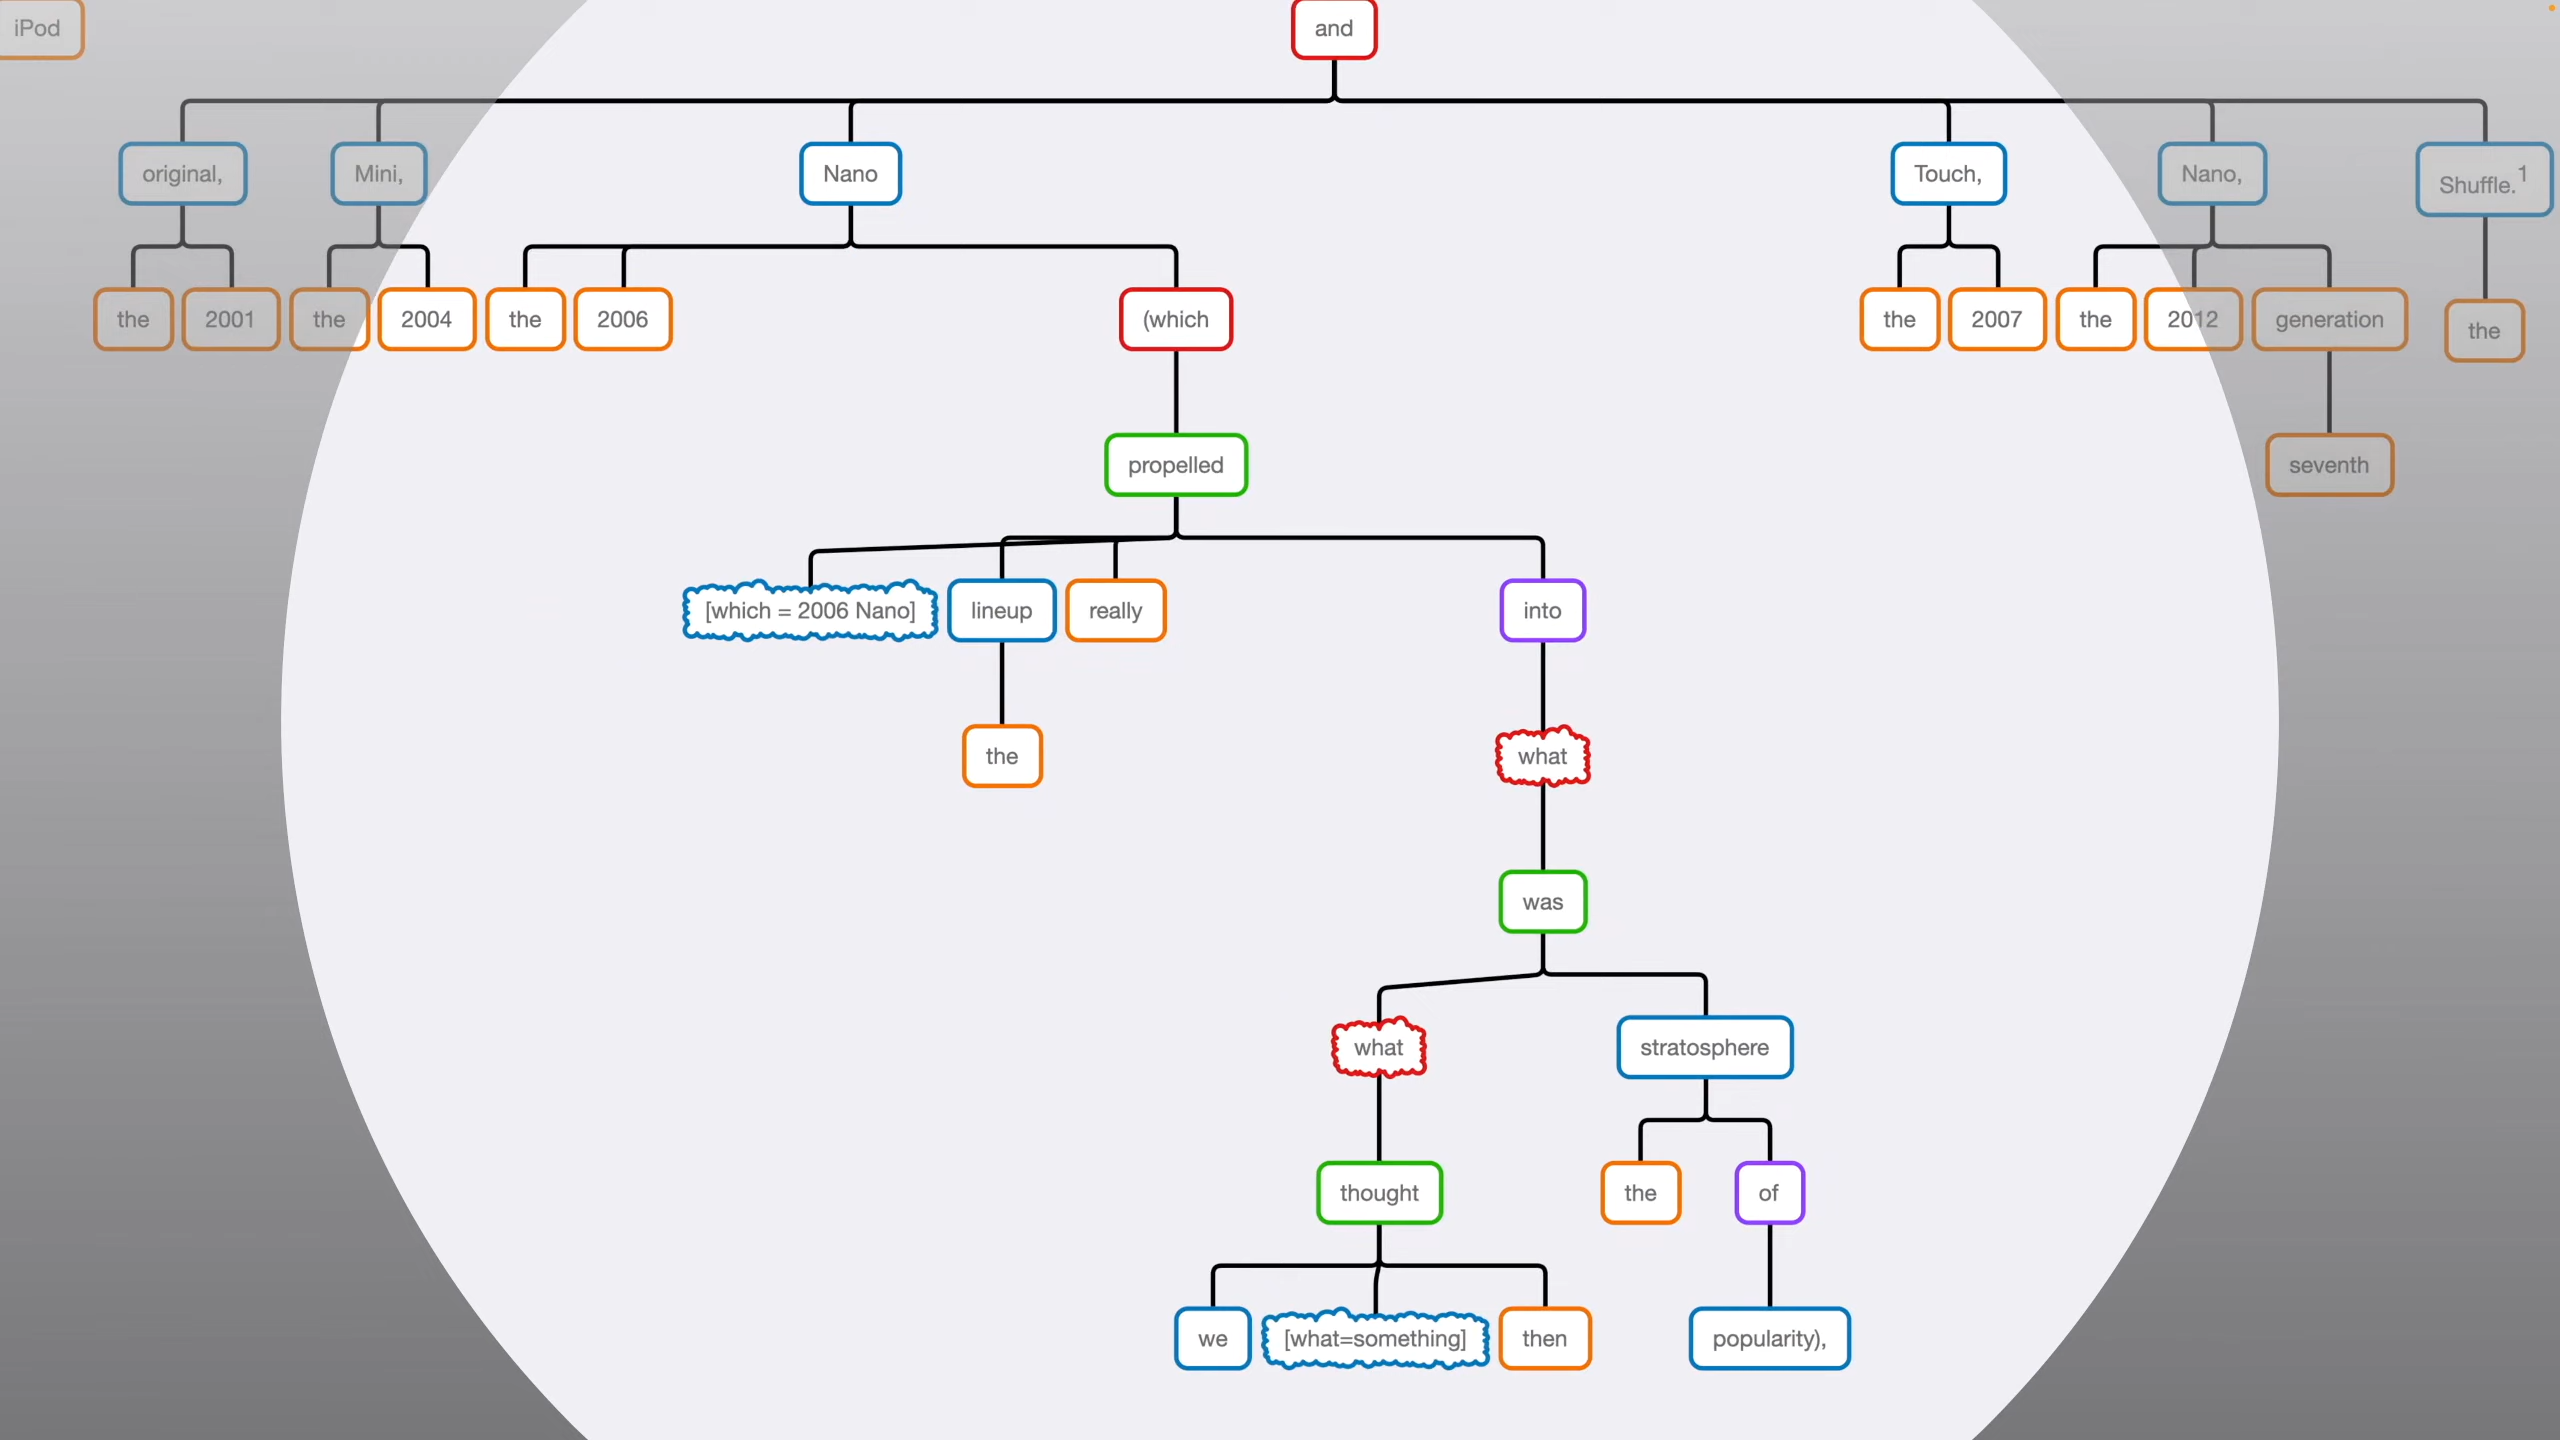 iPod
and
original,
Mini,
Nano
Touch,
Nano,
Shuffle.1
the
2001
the
2004
the
2006
(which
the
2007
the
2012
generation
the
propelled
seventh
[which = 2006 Nano]
lineup
really
into
the
what
was
what
stratosphere
thought
the
of
we
[what=something]
then
popularity),